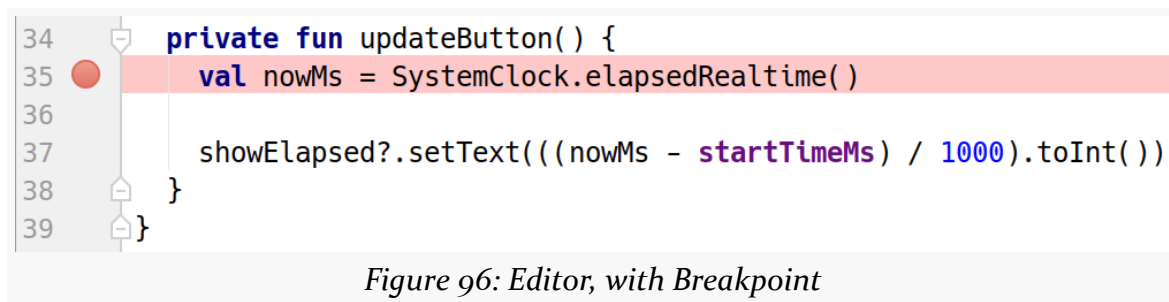 34 private fun updateButton() {
35 val nowMs = SystemClock.elapsedRealtime()
36
37 showElapsed?.setText(((nowMs - startTimeMs) / 1000).toInt())
38 }
39 }
Figure 96: Editor, with Breakpoint